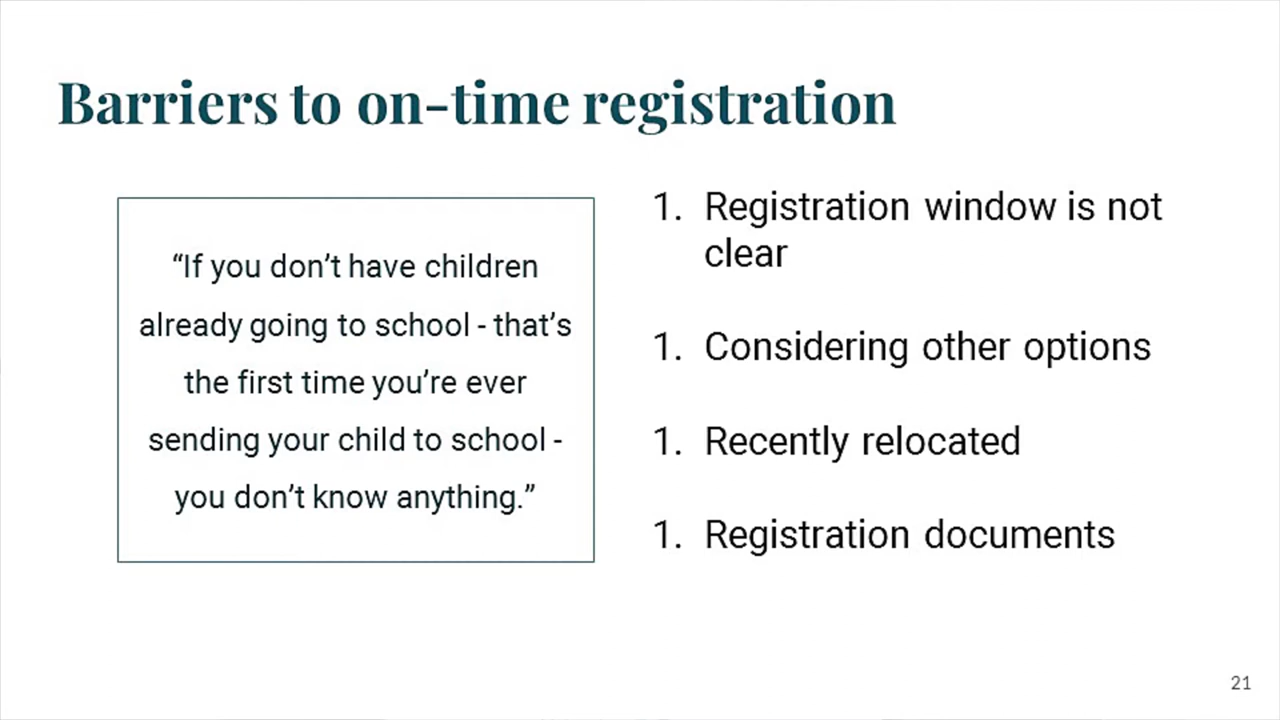 Barriers to on-time registration
“If you don’t have children
already going to school - that’s
the first time you’re ever
sending your child to school -
you don’t know anything.”
1. Registration window is not
clear
1. Considering other options
1. Recently relocated
1. Registration documents
21